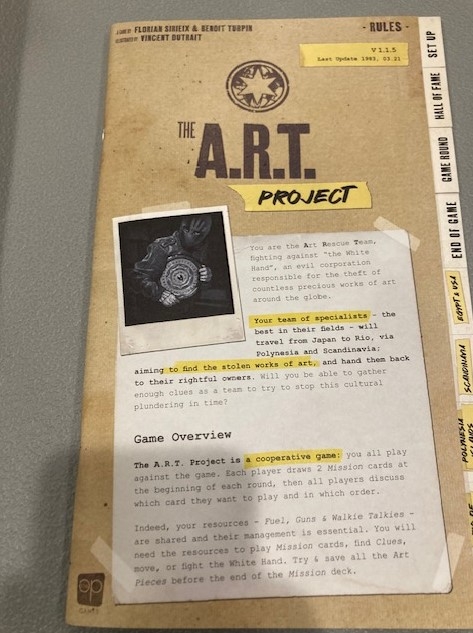 A GAME BY FLORIAN SIRIEIX & BENOIT TURPIN
ILLUSTRATED BY VINCENT DUTRAIT
- RULES -
V 1.1.5
Last Update 1983, 03.21
THE
A.R.T.
PROJECT
You are the Art Rescue Team,
fighting against "the White
Hand", an evil corporation
responsible for the theft of
countless precious works of art
around the globe.
Your team of specialists - the
best in their fields - will
travel from Japan to Rio, via
Polynesia and Scandinavia;
aiming to find the stolen works of art, and hand them back
to their rightful owners. Will you be able to gather
enough clues as a team to try to stop this cultural
plundering in time?
Game Overview
The A.R.T. Project is a cooperative game: you all play
against the game. Each player draws 2 Mission cards at
the beginning of each round, then all players discuss
which card they want to play and in which order.
Indeed, your resources - Fuel, Guns & Walkie Talkies -
are shared and their management is essential. You will
need the resources to play Mission cards, find Clues,
move, or fight the White Hand. Try & save all the Art
Pieces before the end of the Mission deck.
OP
GAMES
SET UP
HALL OF FAME
GAME ROUND
END OF GAME
EGYPT & USA
SCANDINAVIA
POLYNESIA